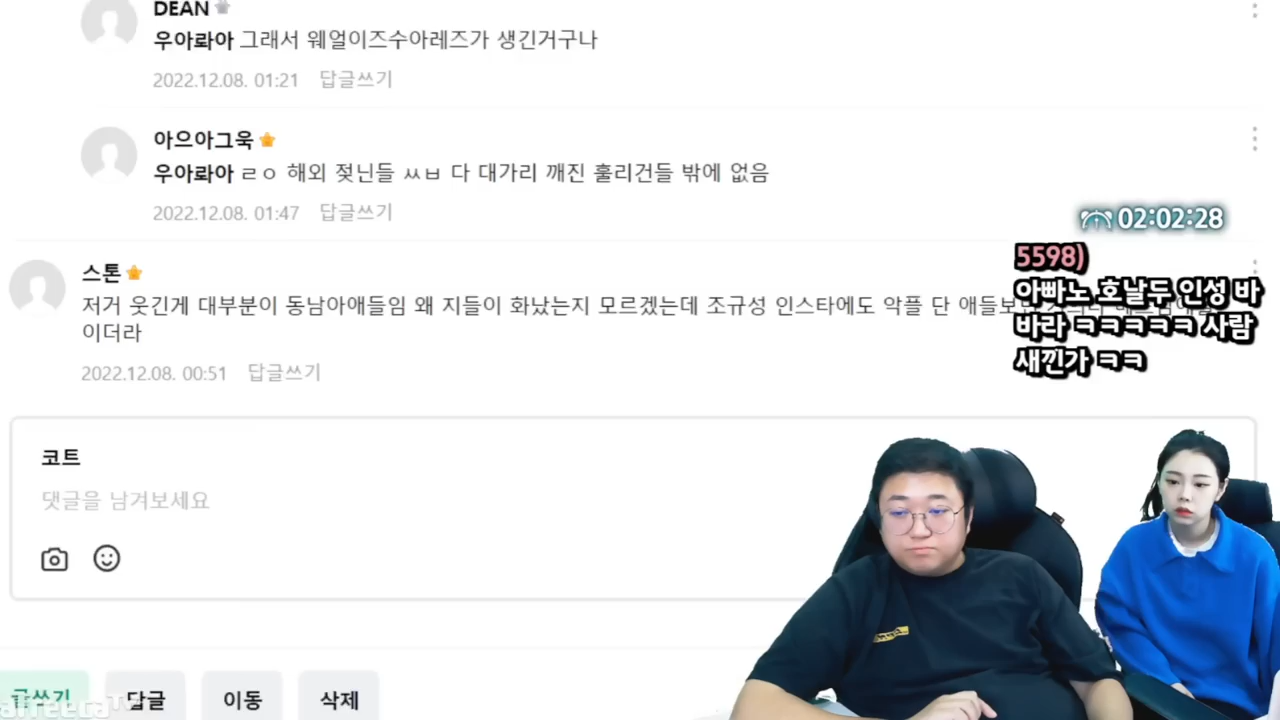 DEAN
우아롸아 그래서 웨얼이즈수아레즈가 생긴거구나
2022.12.08. 01:21 답글쓰기
아으아그욱
우아롸아 ㄹㅇ 해외 젖닌들 ㅆㅂ 다 대가리 깨진 훌리건들 밖에 없음
2022.12.08. 01:47 답글쓰기
02:02:28
5598)
아빠노 호날두 인성 바
바라 ㅋㅋㅋㅋㅋ 사람
새낀가 ㅋㅋ
스톤
저거 웃긴게 대부분이 동남아애들임 왜 지들이 화났는지 모르겠는데 조규성 인스타에도 악플 단 애들
이더라
2022.12.08. 00:51 답글쓰기
코트
댓글을 남겨보세요
글쓰기 답글 이동 삭제
afreecaTV